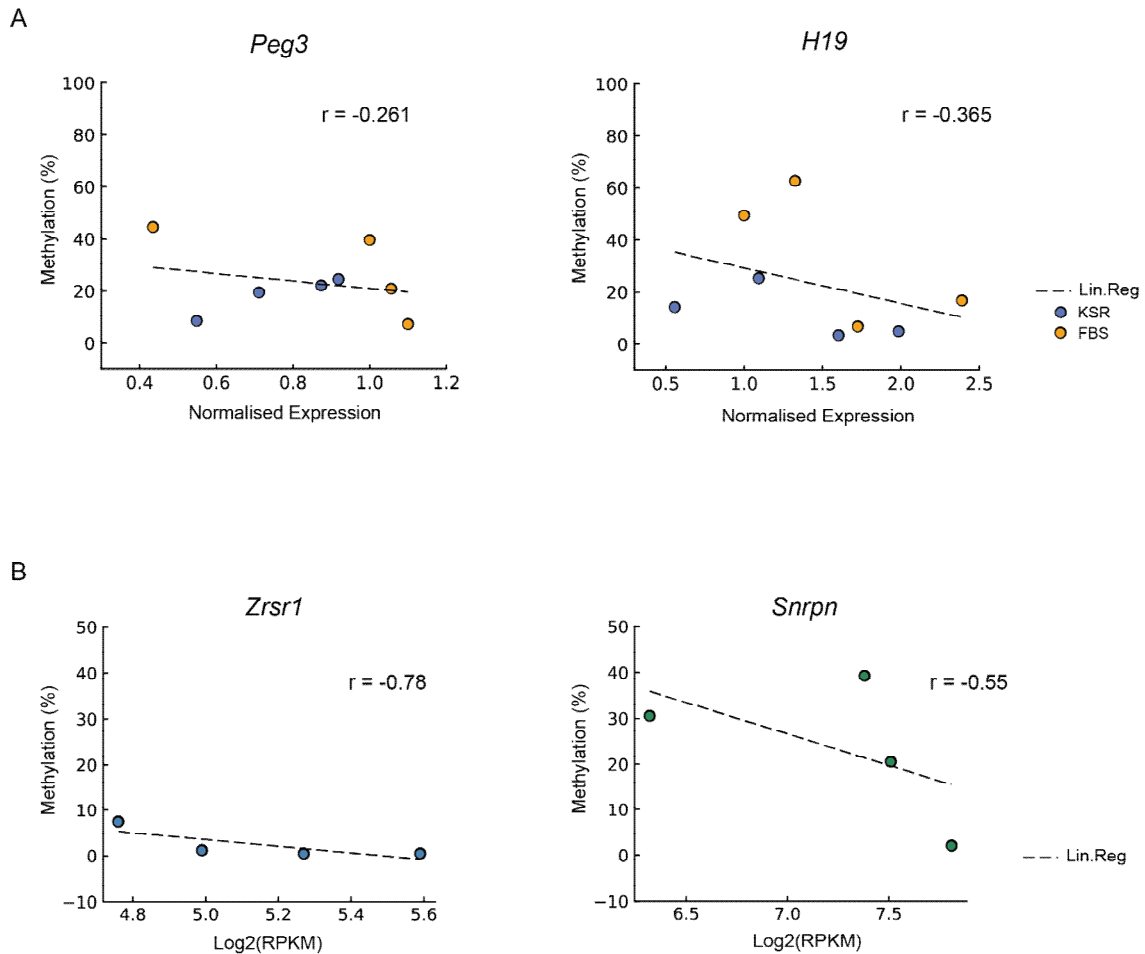 A
Peg3
H19
r = -0.261
r = -0.365
Methylation (%)
100
80
60
40
20
0
0.4 0.6 0.8 1.0 1.2
Normalised Expression
Methylation (%)
100
80
60
40
20
0
0.5 1.0 1.5 2.0 2.5
Normalised Expression
Lin.Reg
KSR
FBS
B
Zrsr1
Snrpn
r = -0.78
r = -0.55
Methylation (%)
50
40
30
20
10
0
−10
4.8 5.0 5.2 5.4 5.6
Log2(RPKM)
Methylation (%)
50
40
30
20
10
0
−10
6.5 7.0 7.5
Log2(RPKM)
Lin.Reg